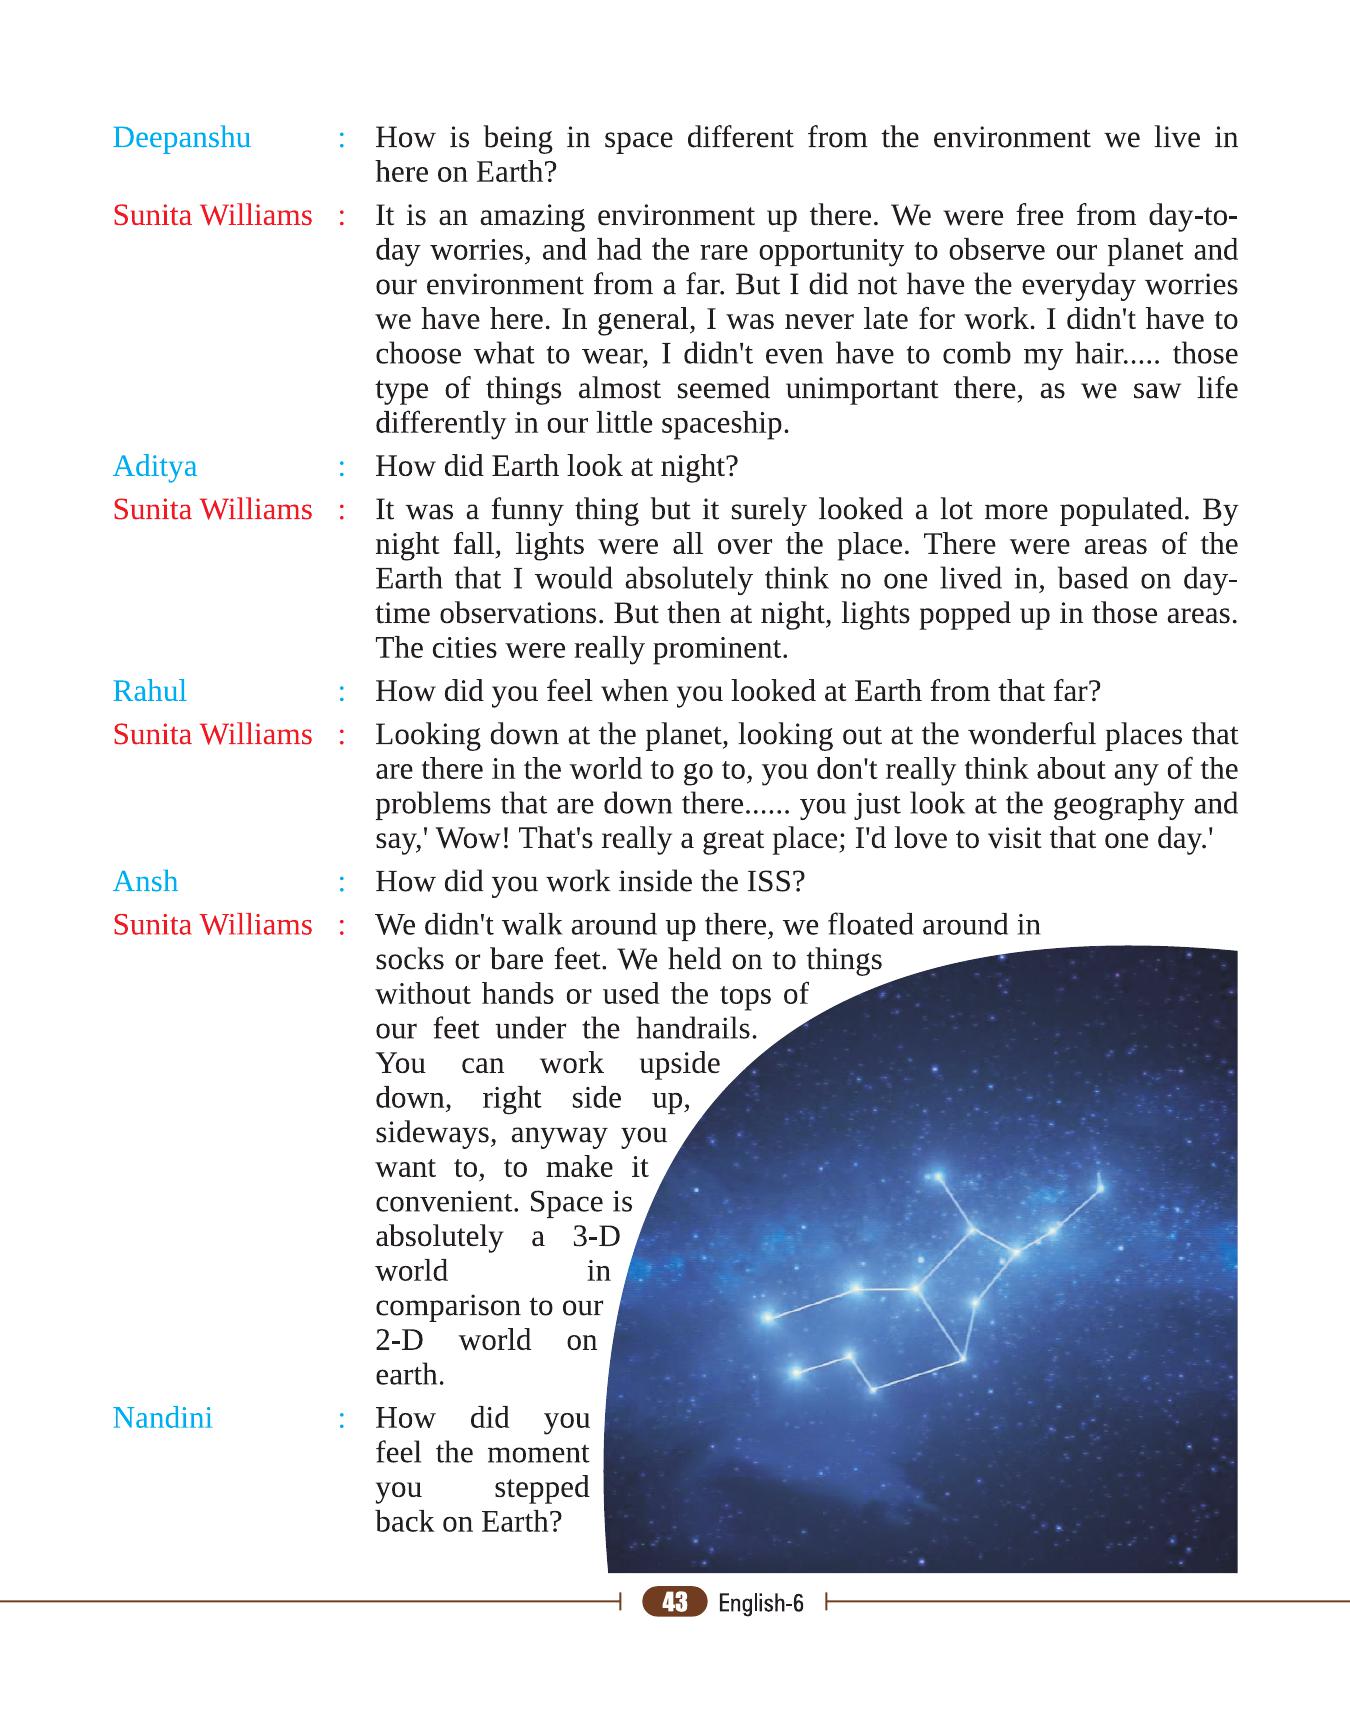 Deepanshu : How is being in space different from the environment we live in
here on Earth?
Sunita Williams : It is an amazing environment up there. We were free from day-to-
day worries, and had the rare opportunity to observe our planet and
our environment from a far. But I did not have the everyday worries
we have here. In general, I was never late for work. I didn't have to
choose what to wear, I didn't even have to comb my hair..... those
type of things almost seemed unimportant there, as we saw life
differently in our little spaceship.
Aditya : How did Earth look at night?
Sunita Williams : It was a funny thing but it surely looked a lot more populated. By
night fall, lights were all over the place. There were areas of the
Earth that I would absolutely think no one lived in, based on day-
time observations. But then at night, lights popped up in those areas.
The cities were really prominent.
Rahul : How did you feel when you looked at Earth from that far?
Sunita Williams : Looking down at the planet, looking out at the wonderful places that
are there in the world to go to, you don't really think about any of the
problems that are down there...... you just look at the geography and
say,' Wow! That's really a great place; I'd love to visit that one day.'
Ansh : How did you work inside the ISS?
Sunita Williams : We didn't walk around up there, we floated around in
socks or bare feet. We held on to things
without hands or used the tops of
our feet under the handrails.
You can work upside
down, right side up,
sideways, anyway you
want to, to make it
convenient. Space is
absolutely a 3-D
world in
comparison to our
2-D world on
earth.
Nandini : How did you
feel the moment
you stepped
back on Earth?
43 English-6